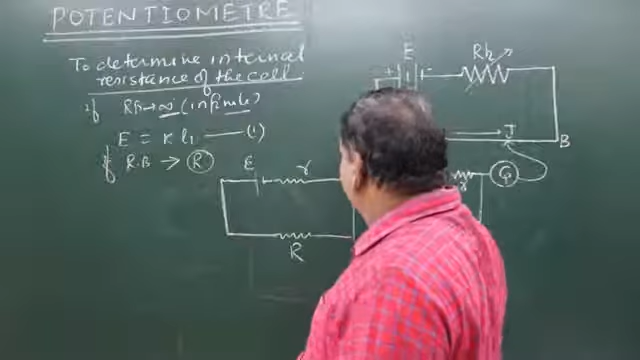 POTENTIOMETRE
To determine internal
resistance of the cell
if RB → ∞ (infinite)
E = K l₁ —— (1)
if R.B → R
E r
R
E
+ -
Rh
J
B
G
r